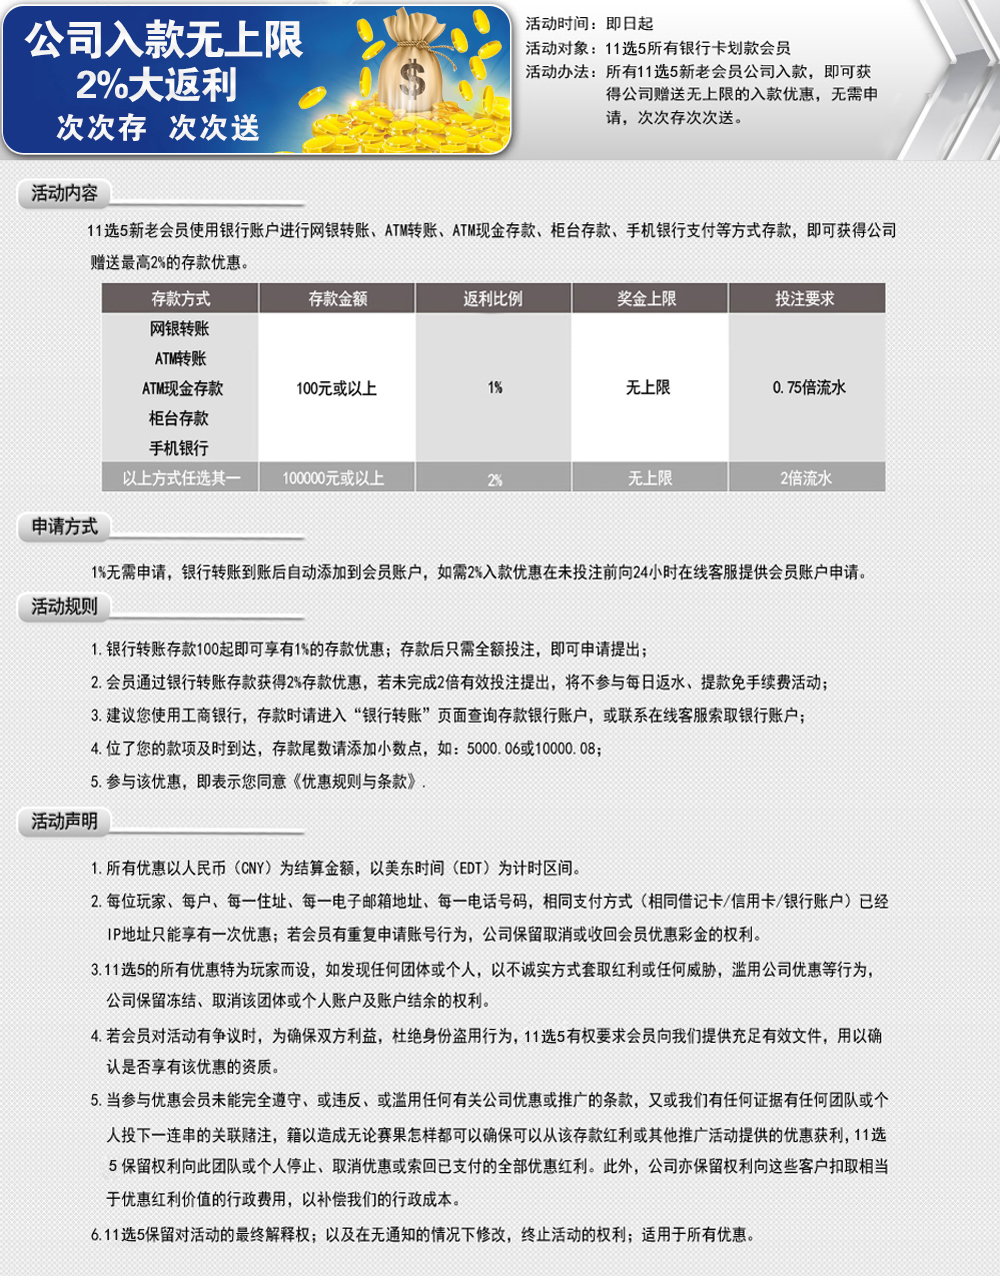 公司入款无上限
2%大返利
次次存 次次送
活动时间：即日起
活动对象：11选5所有银行卡划款会员
活动办法：所有11选5新老会员公司入款，即可获
得公司赠送无上限的入款优惠，无需申
请，次次存次次送。
活动内容
11选5新老会员使用银行账户进行网银转账、ATM转账、ATM现金存款、柜台存款、手机银行支付等方式存款，即可获得公司
赠送最高2%的存款优惠。
存款方式 存款金额 返利比例 奖金上限 投注要求
网银转账
ATM转账
ATM现金存款 100元或以上 1% 无上限 0.75倍流水
柜台存款
手机银行
以上方式任选其一 100000元或以上 2% 无上限 2倍流水
申请方式
1%无需申请，银行转账到账后自动添加到会员账户，如需2%入款优惠在未投注前向24小时在线客服提供会员账户申请。
活动规则
1. 银行转账存款100起即可享有1%的存款优惠；存款后只需全额投注，即可申请提出；
2. 会员通过银行转账存款获得2%存款优惠，若未完成2倍有效投注提出，将不参与每日返水、提款免手续费活动；
3. 建议您使用工商银行，存款时请进入“银行转账”页面查询存款银行账户，或联系在线客服索取银行账户；
4. 位了您的款项及时到达，存款尾数请添加小数点，如：5000.06或10000.08；
5. 参与该优惠，即表示您同意《优惠规则与条款》.
活动声明
1. 所有优惠以人民币（CNY）为结算金额，以美东时间（EDT）为计时区间。
2. 每位玩家、每户、每一住址、每一电子邮箱地址、每一电话号码，相同支付方式（相同借记卡/信用卡/银行账户）已经
IP地址只能享有一次优惠；若会员有重复申请账号行为，公司保留取消或收回会员优惠彩金的权利。
3.11选5的所有优惠特为玩家而设，如发现任何团体或个人，以不诚实方式套取红利或任何威胁，滥用公司优惠等行为，
公司保留冻结、取消该团体或个人账户及账户结余的权利。
4. 若会员对活动有争议时，为确保双方利益，杜绝身份盗用行为，11选5有权要求会员向我们提供充足有效文件，用以确
认是否享有该优惠的资质。
5. 当参与优惠会员未能完全遵守、或违反、或滥用任何有关公司优惠或推广的条款，又或我们有任何证据有任何团队或个
人投下一连串的关联赌注，籍以造成无论赛果怎样都可以确保可以从该存款红利或其他推广活动提供的优惠获利，11选
5保留权利向此团队或个人停止、取消优惠或索回已支付的全部优惠红利。此外，公司亦保留权利向这些客户扣取相当
于优惠红利价值的行政费用，以补偿我们的行政成本。
6.11选5保留对活动的最终解释权；以及在无通知的情况下修改，终止活动的权利；适用于所有优惠。